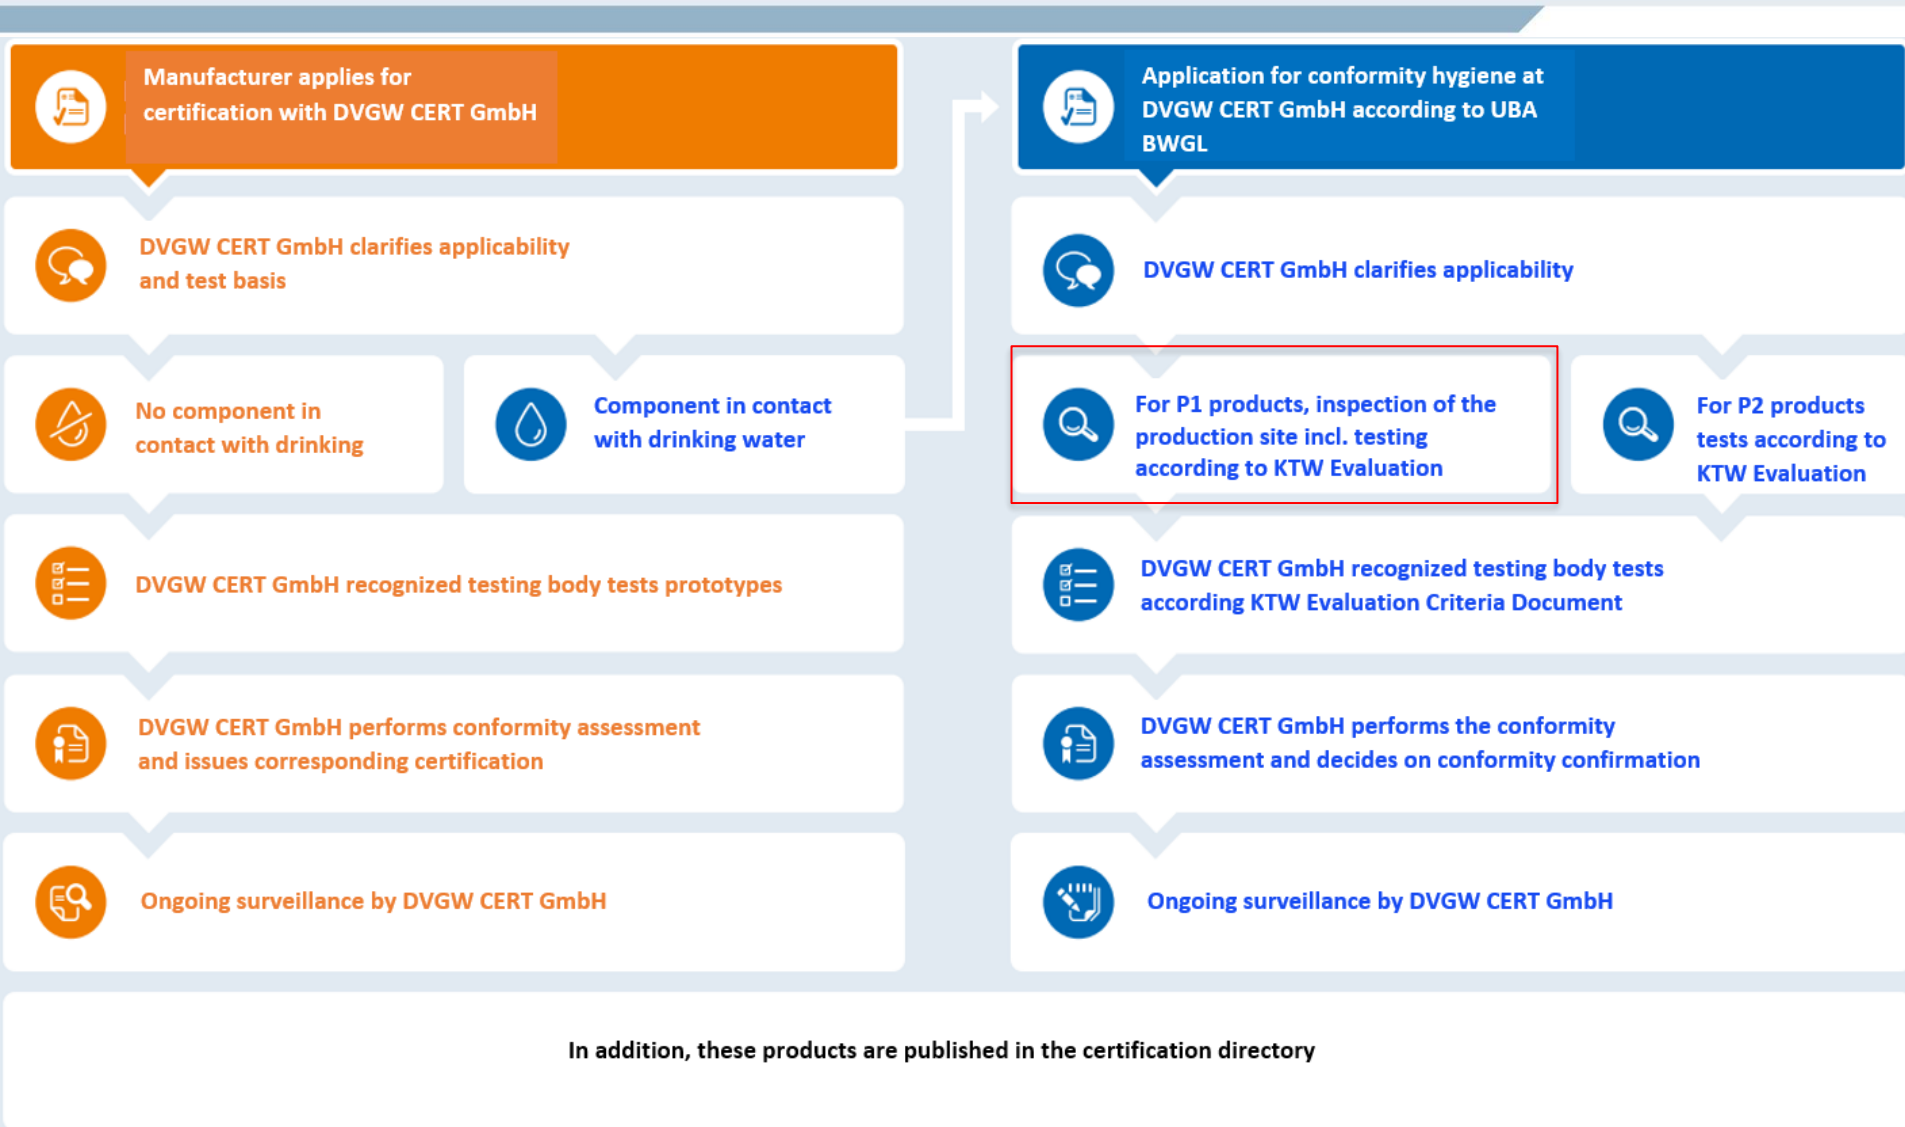 Manufacturer applies for
certification with DVGW CERT GmbH
DVGW CERT GmbH clarifies applicability
and test basis
No component in
contact with drinking
Component in contact
with drinking water
DVGW CERT GmbH recognized testing body tests prototypes
DVGW CERT GmbH performs conformity assessment
and issues corresponding certification
Ongoing surveillance by DVGW CERT GmbH
Application for conformity hygiene at
DVGW CERT GmbH according to UBA
BWGL
DVGW CERT GmbH clarifies applicability
For P1 products, inspection of the
production site incl. testing
according to KTW Evaluation
For P2 products
tests according to
KTW Evaluation
DVGW CERT GmbH recognized testing body tests
according KTW Evaluation Criteria Document
DVGW CERT GmbH performs the conformity
assessment and decides on conformity confirmation
Ongoing surveillance by DVGW CERT GmbH
In addition, these products are published in the certification directory